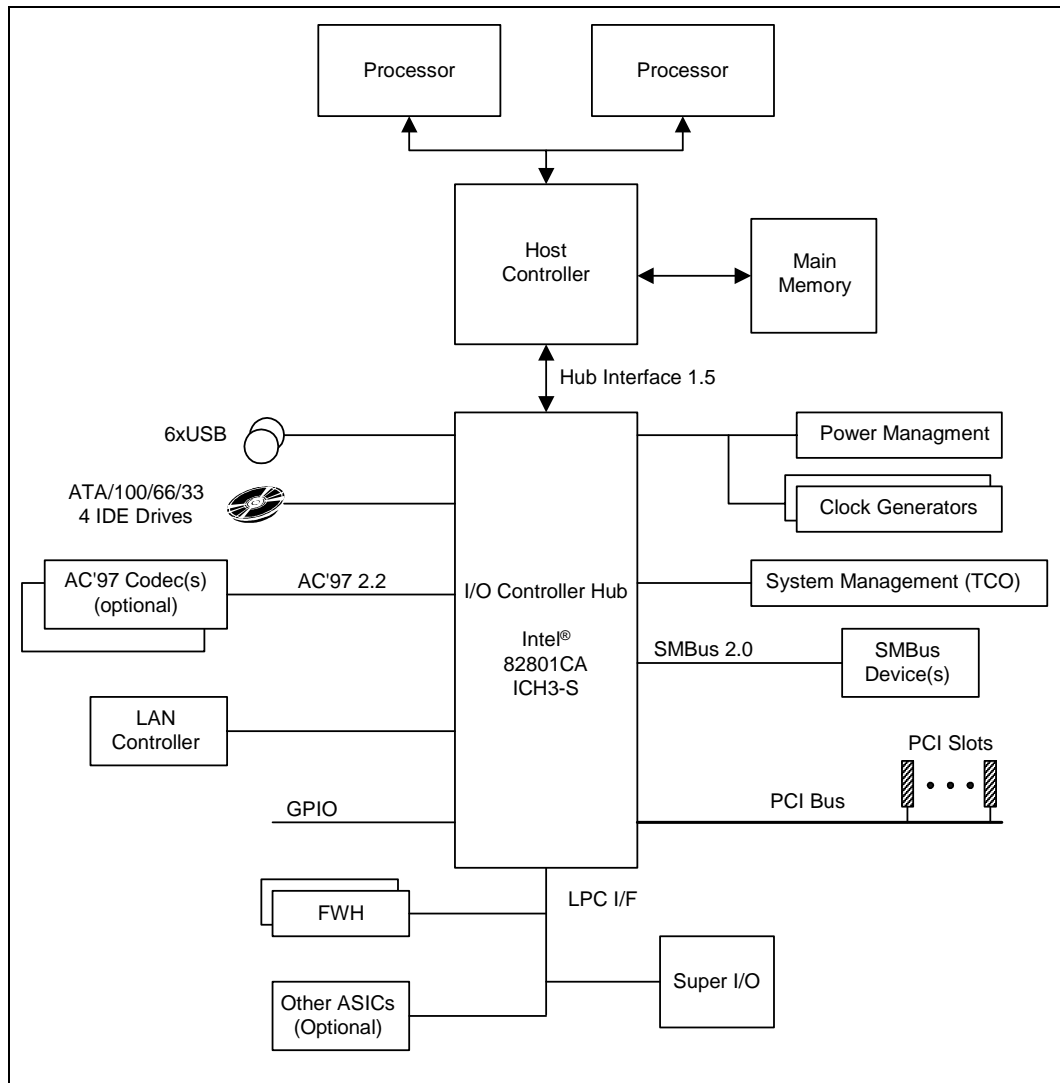 Processor
Processor
Host
Controller
Main
Memory
Hub Interface 1.5
6xUSB
Power Managment
ATA/100/66/33
4 IDE Drives
Clock Generators
AC'97 Codec(s)
(optional)
AC'97 2.2
I/O Controller Hub
Intel®
82801CA
ICH3-S
System Management (TCO)
SMBus 2.0
SMBus
Device(s)
LAN
Controller
PCI Slots
GPIO
PCI Bus
LPC I/F
FWH
Super I/O
Other ASICs
(Optional)